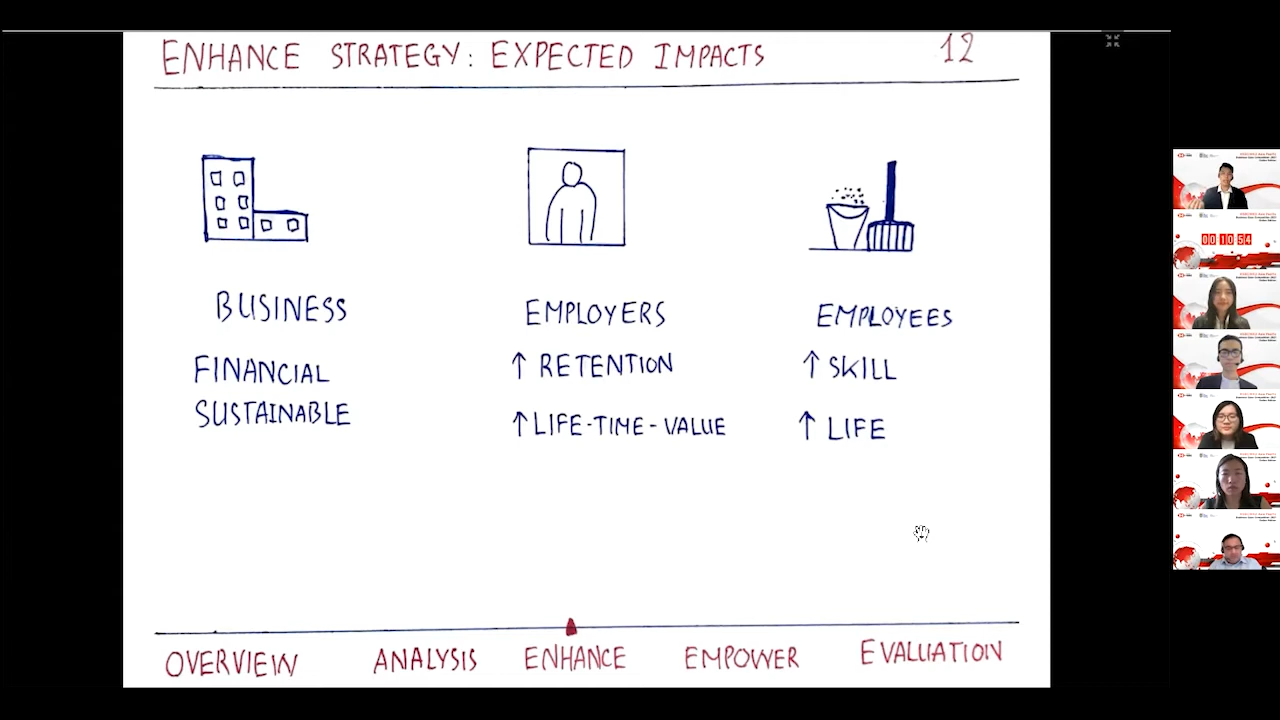 ENHANCE STRATEGY: EXPECTED IMPACTS 12
BUSINESS
FINANCIAL
SUSTAINABLE
EMPLOYERS
↑ RETENTION
↑ LIFE-TIME-VALUE
EMPLOYEES
↑ SKILL
↑ LIFE
OVERVIEW ANALYSIS ENHANCE EMPOWER EVALUATION
00 10 54